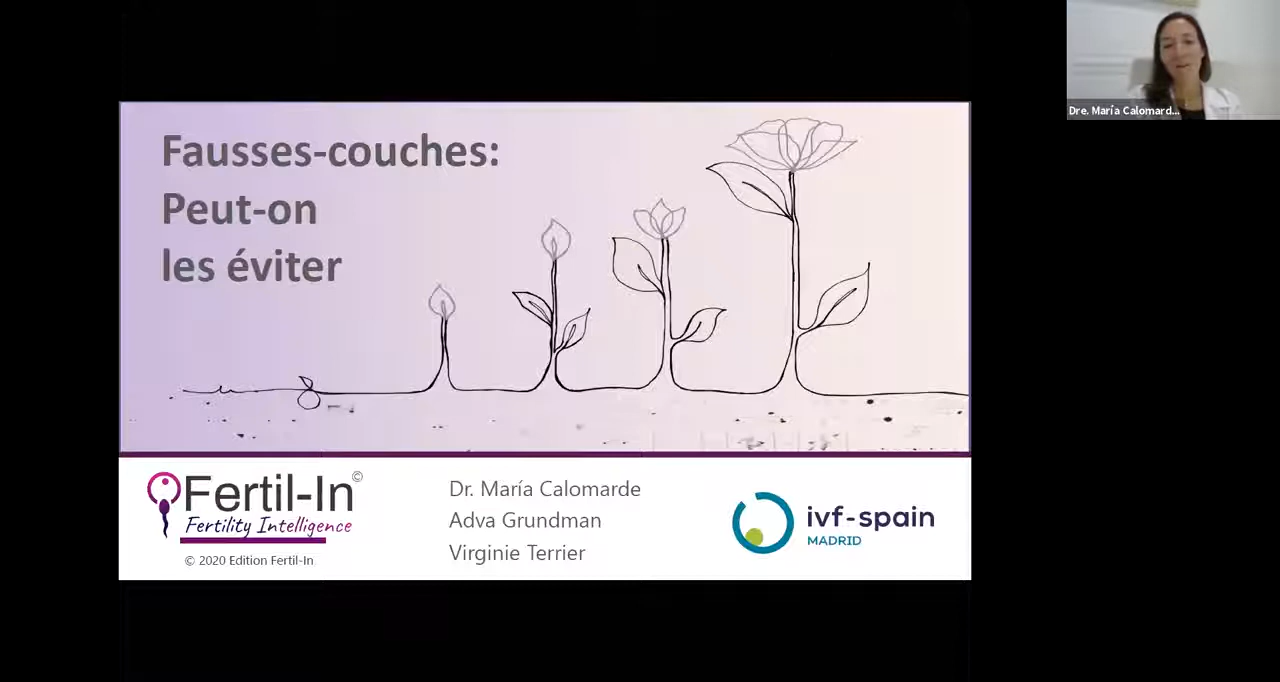 Dre. María Calomard...
Fausses-couches:
Peut-on
les éviter
Fertil-In©
Fertility Intelligence
© 2020 Edition Fertil-In
Dr. María Calomarde
Adva Grundman
Virginie Terrier
ivf-spain
MADRID